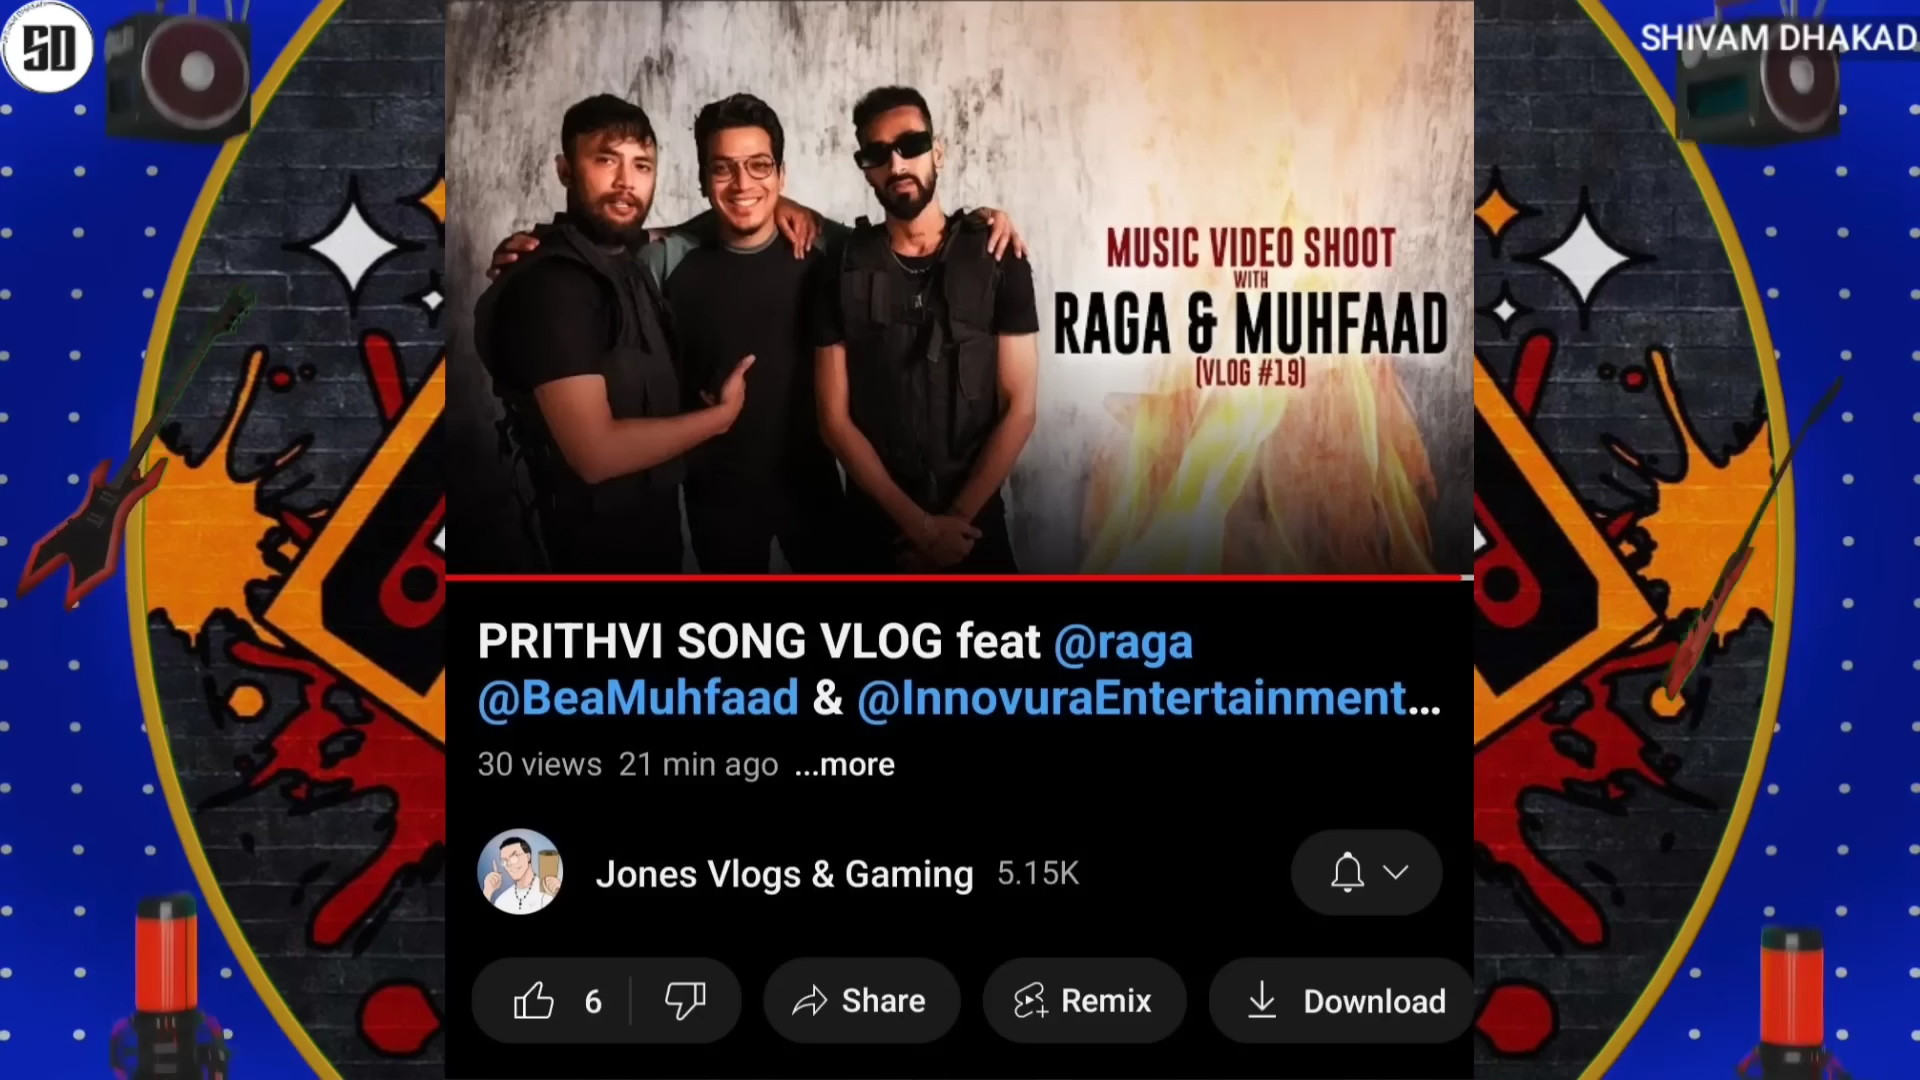 SD
SHIVAM DHAKAD
MUSIC VIDEO SHOOT
WITH
RAGA & MUHFAAD
(VLOG #19)
PRITHVI SONG VLOG feat @raga
@BeaMuhfaad & @InnovuraEntertainment...
30 views 21 min ago ...more
Jones Vlogs & Gaming 5.15K
6 Share Remix Download